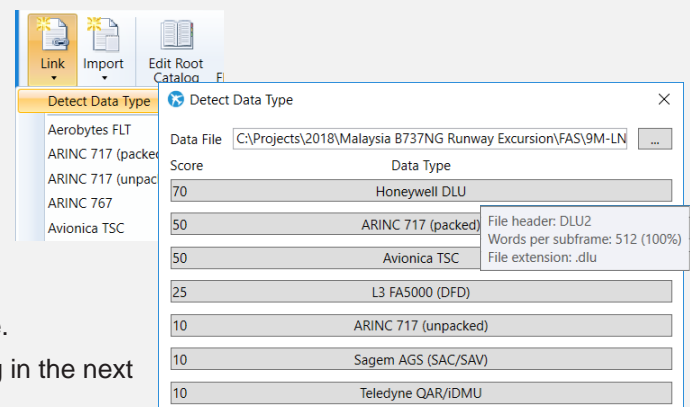 Link
Import
Edit Root
Catalog
Detect Data Type
Aerobytes FLT
ARINC 717 (packed
ARINC 717 (unpac
ARINC 767
Avionica TSC
Detect Data Type
Data File C:\Projects\2018\Malaysia B737NG Runway Excursion\FAS\9M-LN ...
Score Data Type
70 Honeywell DLU
50 ARINC 717 (packed)
File header: DLU2
Words per subframe: 512 (100%)
File extension: .dlu
50 Avionica TSC
25 L3 FA5000 (DFD)
10 ARINC 717 (unpacked)
10 Sagem AGS (SAC/SAV)
10 Teledyne QAR/iDMU
in the next